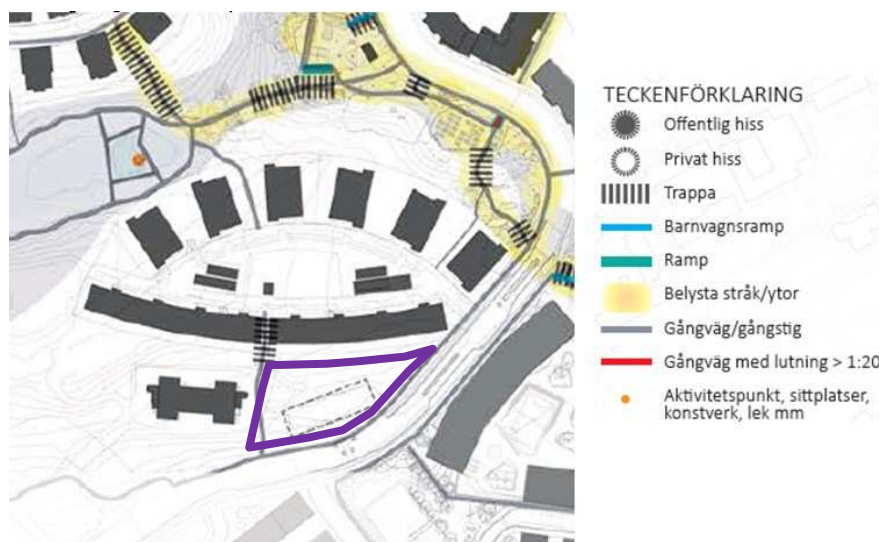 TECKENFÖRKLARING
Offentlig hiss
Privat hiss
Trappa
Barnvagnsramp
Ramp
Belysta stråk/ytor
Gångväg/gångstig
Gångväg med lutning > 1:20
Aktivitetspunkt, sittplatser,
konstverk, lek mm